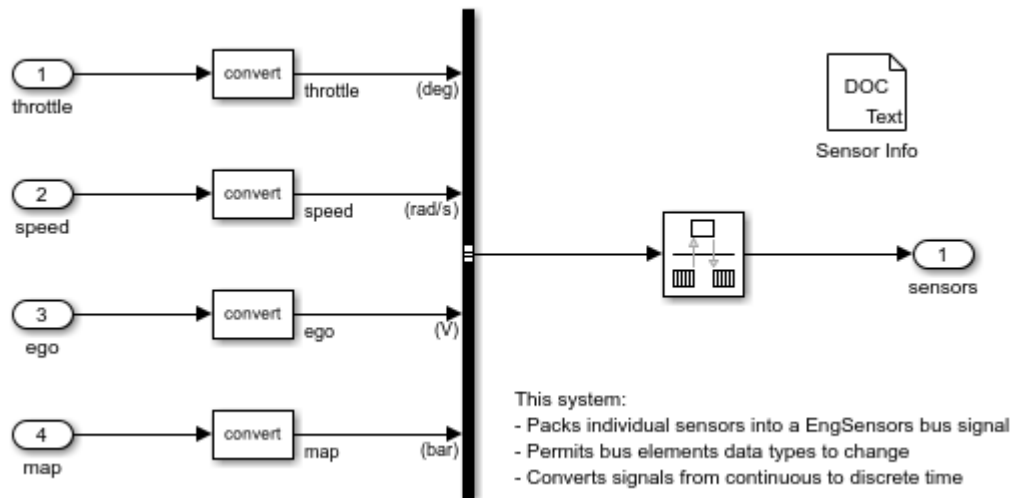 1
throttle
convert
throttle
(deg)
2
speed
convert
speed
(rad/s)
3
ego
convert
ego
(V)
4
map
convert
map
(bar)
DOC
Text
Sensor Info
1
sensors
This system:
- Packs individual sensors into a EngSensors bus signal
- Permits bus elements data types to change
- Converts signals from continuous to discrete time